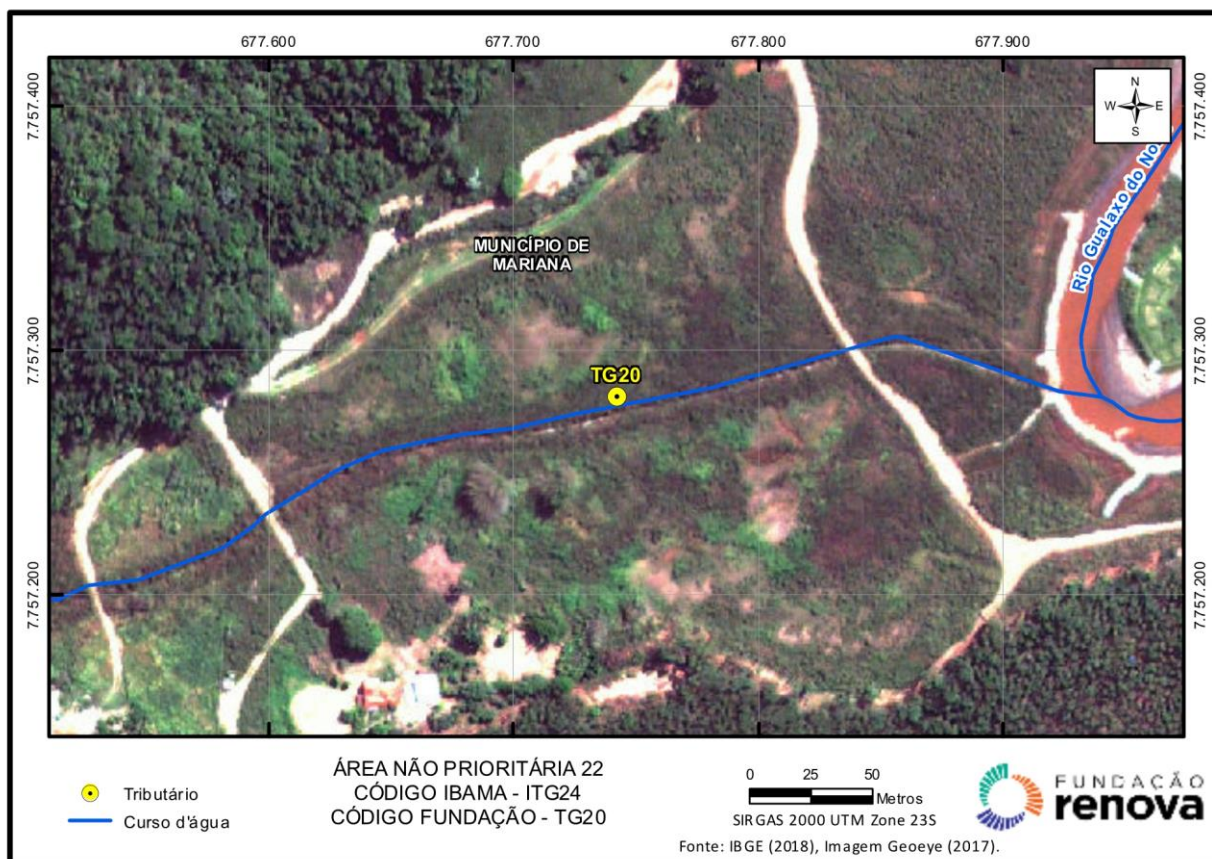 677.600 677.700 677.800 677.900
7.757.400 7.757.400
N
W E
S
Rio Gualaxo do No
MUNICÍPIO DE
MARIANA
7.757.300 7.757.300
TG20
7.757.200 7.757.200
Tributário
Curso d'água
ÁREA NÃO PRIORITÁRIA 22
CÓDIGO IBAMA - ITG24
CÓDIGO FUNDAÇÃO - TG20
0 25 50
Metros
SIRGAS 2000 UTM Zone 23S
Fonte: IBGE (2018), Imagem Geoeye (2017).
FUNDAÇÃO
renova